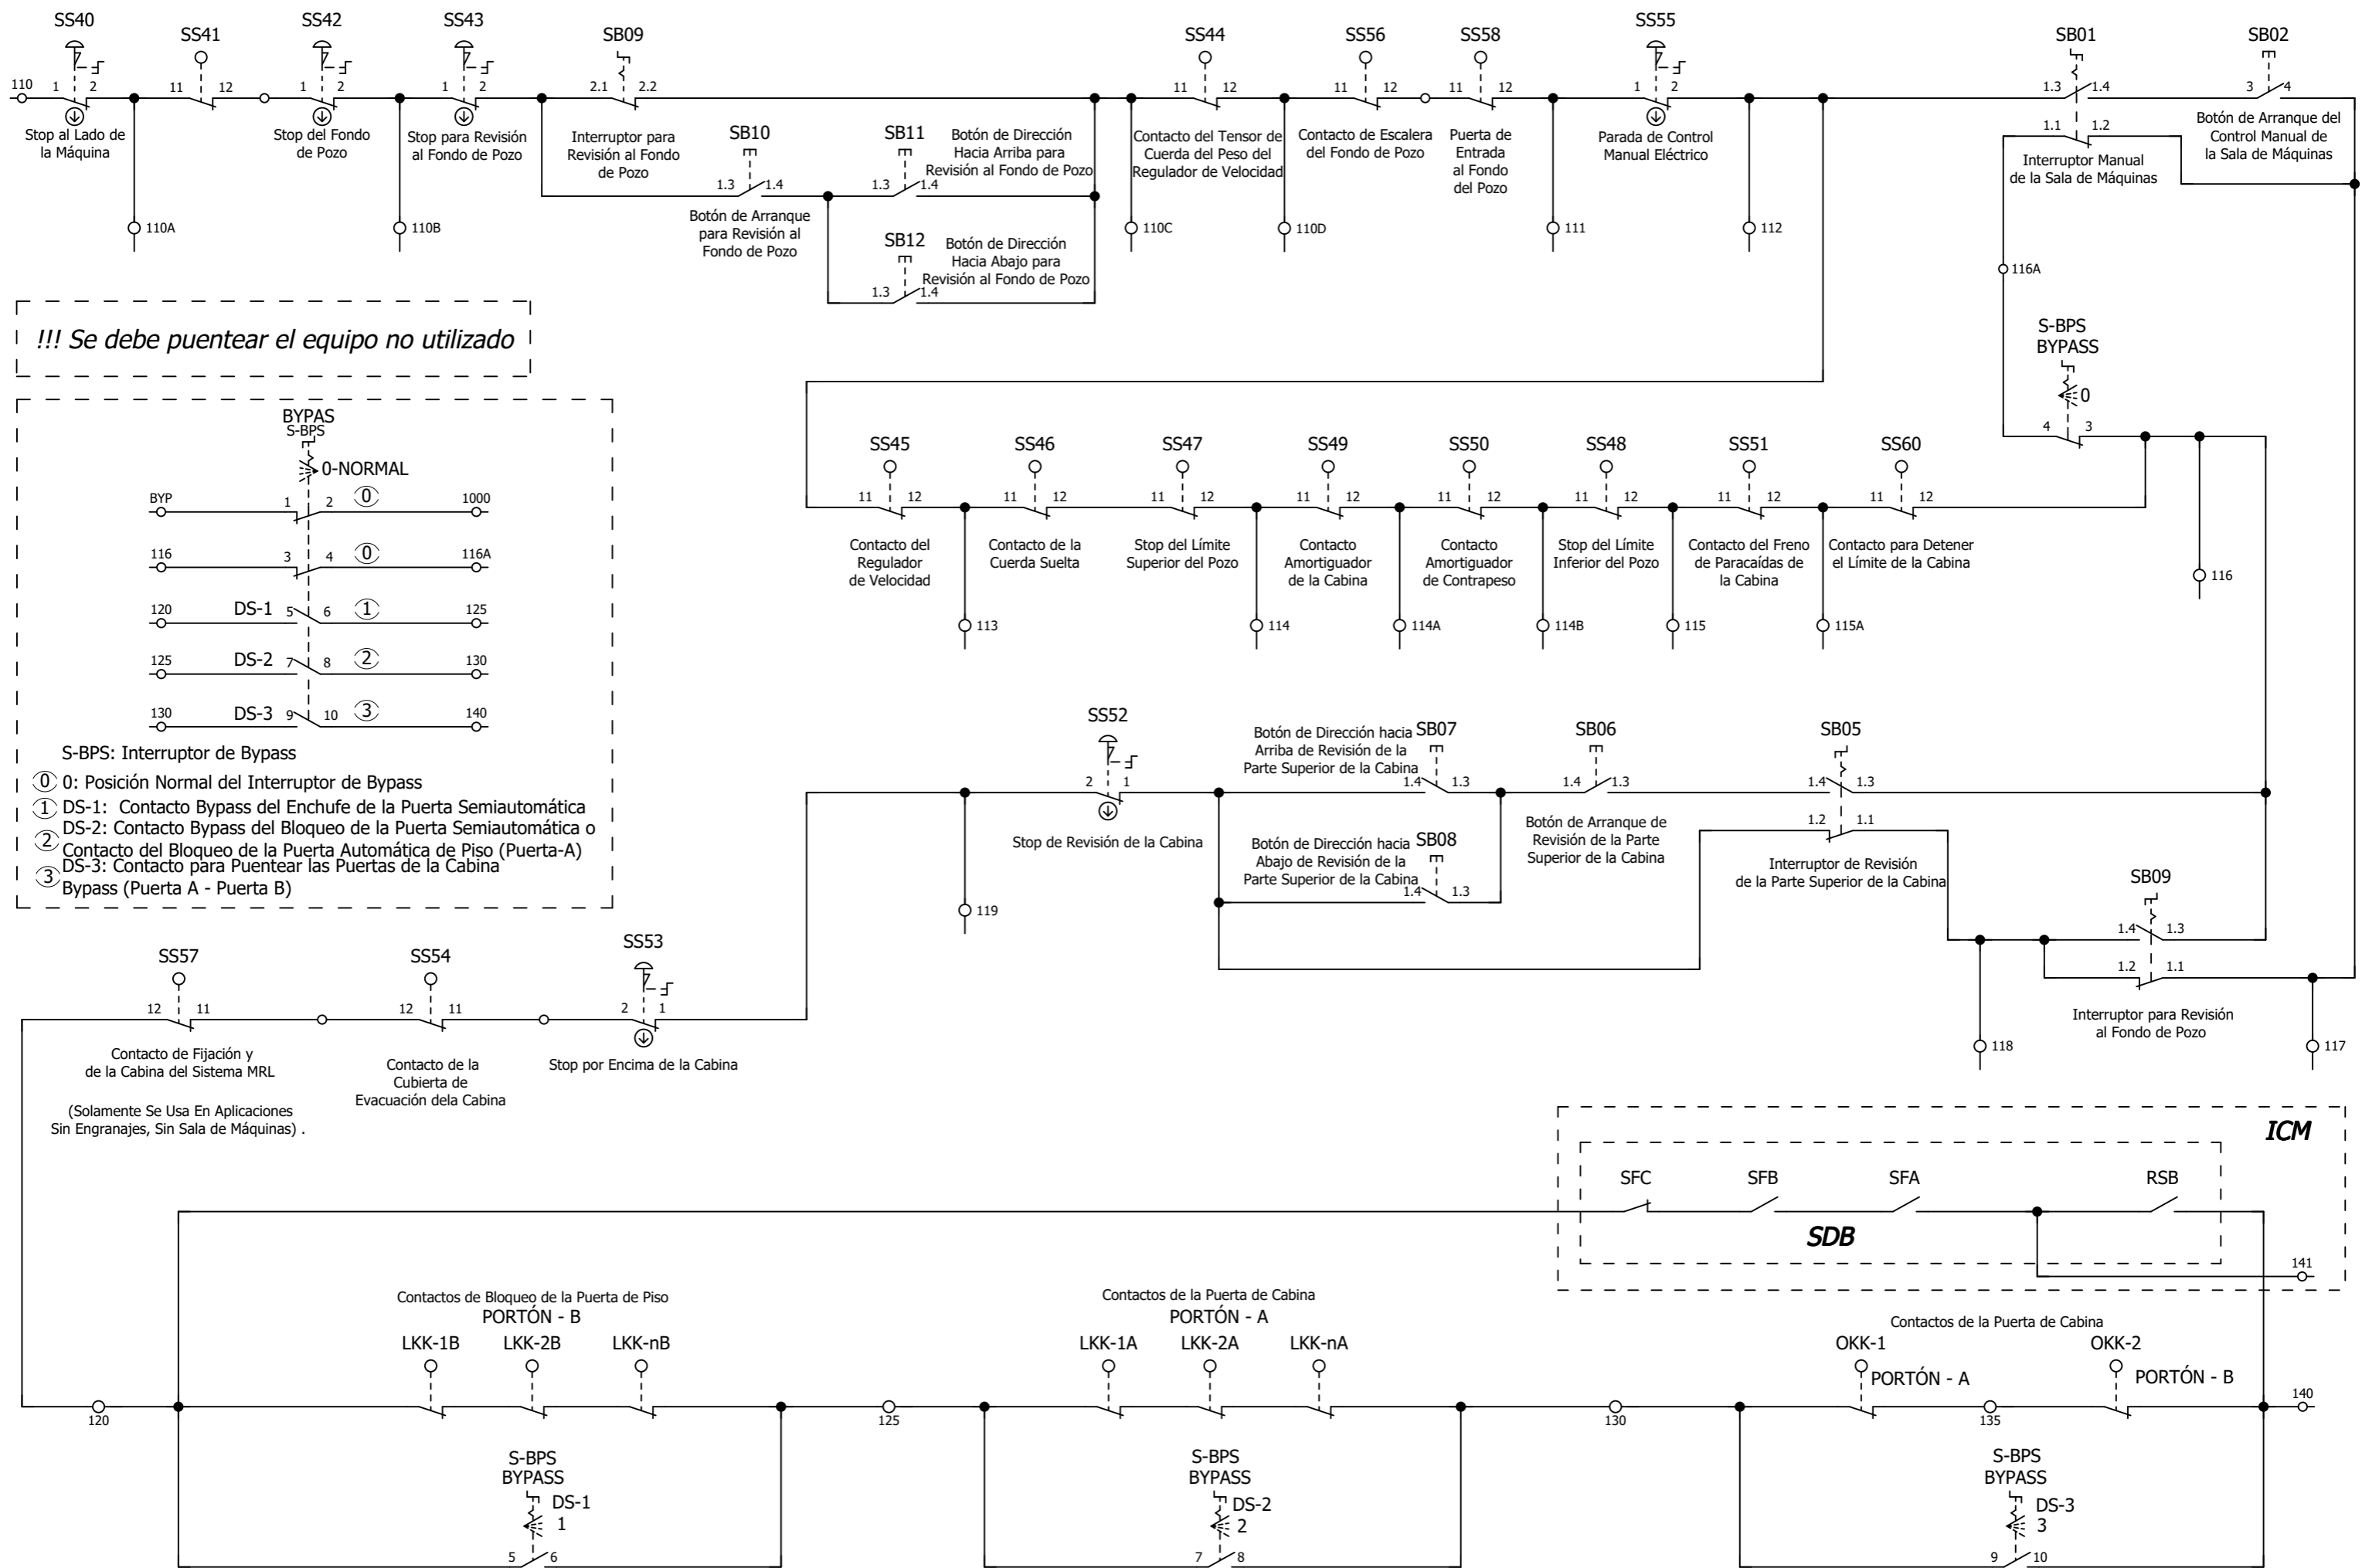 SS40
SS41
SS42
SS43
SB09
SS44
SS56
SS58
SS55
SB01
SB02
110
1 2
11 12
1 2
1 2
2.1 2.2
11 12
11 12
11 12
1 2
1.3 1.4
3 4
Stop al Lado de
la Máquina
Stop del Fondo
de Pozo
Stop para Revisión
al Fondo de Pozo
Interruptor para
Revisión al Fondo
de Pozo
SB10
1.3 1.4
Botón de Arranque
para Revisión al
Fondo de Pozo
SB11
1.3 1.4
Botón de Dirección
Hacia Arriba para
Revisión al Fondo de Pozo
SB12
1.3 1.4
Botón de Dirección
Hacia Abajo para
Revisión al Fondo de Pozo
Contacto del Tensor de
Cuerda del Peso del
Regulador de Velocidad
Contacto de Escalera
del Fondo de Pozo
Puerta de
Entrada
al Fondo
del Pozo
Parada de Control
Manual Eléctrico
1.1 1.2
Interruptor Manual
de la Sala de Máquinas
Botón de Arranque del
Control Manual de
la Sala de Máquinas
110A
110B
110C
110D
111
112
116A
!!! Se debe puentear el equipo no utilizado
S-BPS
BYPASS
0
4 3
BYPAS
S-BPS
0-NORMAL
BYP 1 2 0 1000
116 3 4 0 116A
120 DS-1 5 6 1 125
125 DS-2 7 8 2 130
130 DS-3 9 10 3 140
S-BPS: Interruptor de Bypass
0 0: Posición Normal del Interruptor de Bypass
1 DS-1: Contacto Bypass del Enchufe de la Puerta Semiautomática
2 DS-2: Contacto Bypass del Bloqueo de la Puerta Semiautomática o
Contacto del Bloqueo de la Puerta Automática de Piso (Puerta-A)
3 DS-3: Contacto para Puentear las Puertas de la Cabina
Bypass (Puerta A - Puerta B)
SS45
SS46
SS47
SS49
SS50
SS48
SS51
SS60
11 12
11 12
11 12
11 12
11 12
11 12
11 12
11 12
Contacto del
Regulador
de Velocidad
Contacto de la
Cuerda Suelta
Stop del Límite
Superior del Pozo
Contacto
Amortiguador
de la Cabina
Contacto
Amortiguador
de Contrapeso
Stop del Límite
Inferior del Pozo
Contacto del Freno
de Paracaídas de
la Cabina
Contacto para Detener
el Límite de la Cabina
113
114
114A
114B
115
115A
116
SS52
2 1
Stop de Revisión de la Cabina
Botón de Dirección hacia
Arriba de Revisión de la
Parte Superior de la Cabina
SB07
1.4 1.3
Botón de Dirección hacia
Abajo de Revisión de la
Parte Superior de la Cabina
SB08
1.4 1.3
SB06
1.4 1.3
Botón de Arranque de
Revisión de la Parte
Superior de la Cabina
SB05
1.4 1.3
1.2 1.1
Interruptor de Revisión
de la Parte Superior de la Cabina
SB09
1.4 1.3
1.2 1.1
Interruptor para Revisión
al Fondo de Pozo
119
118
117
SS57
12 11
Contacto de Fijación y
de la Cabina del Sistema MRL
(Solamente Se Usa En Aplicaciones
Sin Engranajes, Sin Sala de Máquinas) .
SS54
12 11
Contacto de la
Cubierta de
Evacuación dela Cabina
SS53
2 1
Stop por Encima de la Cabina
ICM
SFC
SFB
SFA
RSB
SDB
141
Contactos de Bloqueo de la Puerta de Piso
PORTÓN - B
LKK-1B
LKK-2B
LKK-nB
Contactos de la Puerta de Cabina
PORTÓN - A
LKK-1A
LKK-2A
LKK-nA
Contactos de la Puerta de Cabina
OKK-1
PORTÓN - A
OKK-2
PORTÓN - B
120
125
130
135
140
S-BPS
BYPASS
DS-1
1
5 6
S-BPS
BYPASS
DS-2
2
7 8
S-BPS
BYPASS
DS-3
3
9 10